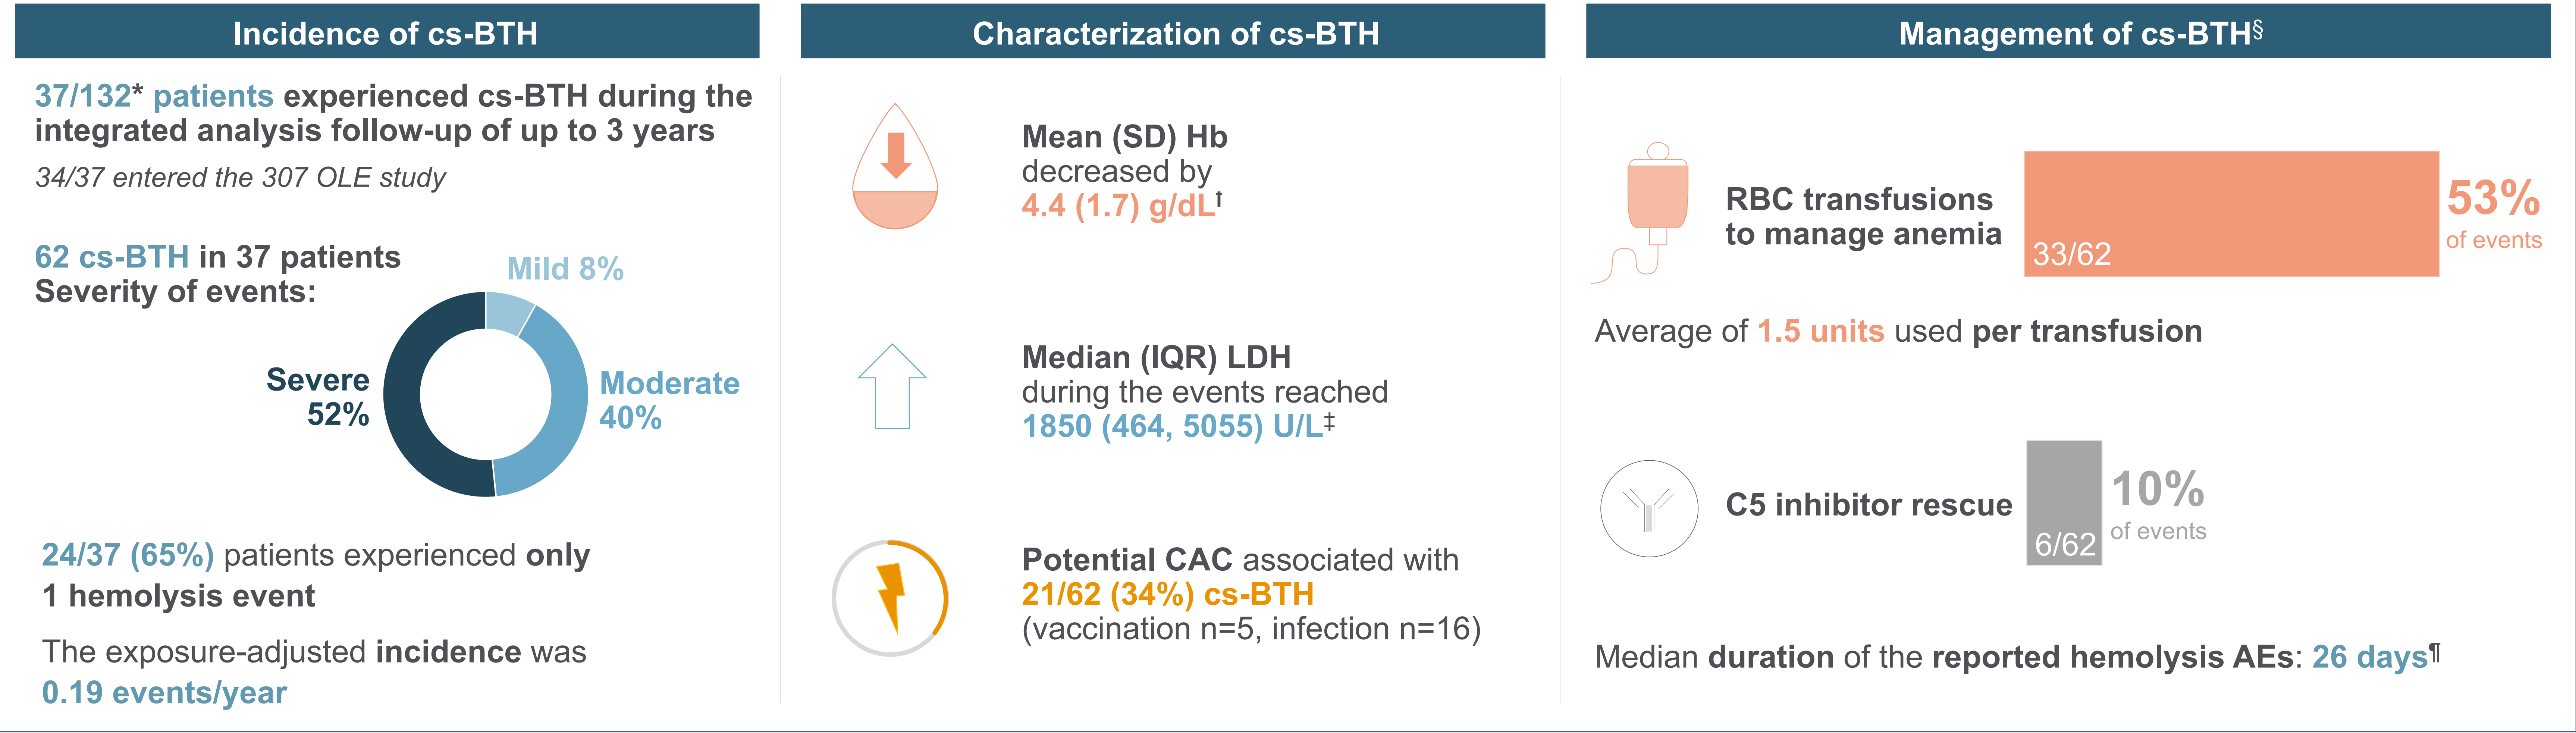 Incidence of cs-BTH
37/132* patients experienced cs-BTH during the
integrated analysis follow-up of up to 3 years
34/37 entered the 307 OLE study
62 cs-BTH in 37 patients
Severity of events:
Mild 8%
Severe
52%
Moderate
40%
24/37 (65%) patients experienced only
1 hemolysis event
The exposure-adjusted incidence was
0.19 events/year
Characterization of cs-BTH
Mean (SD) Hb
decreased by
4.4 (1.7) g/dL†
Median (IQR) LDH
during the events reached
1850 (464, 5055) U/L‡
Potential CAC associated with
21/62 (34%) cs-BTH
(vaccination n=5, infection n=16)
Management of cs-BTH§
RBC transfusions
to manage anemia
33/62
53%
of events
Average of 1.5 units used per transfusion
C5 inhibitor rescue
6/62
10%
of events
Median duration of the reported hemolysis AEs: 26 days¶